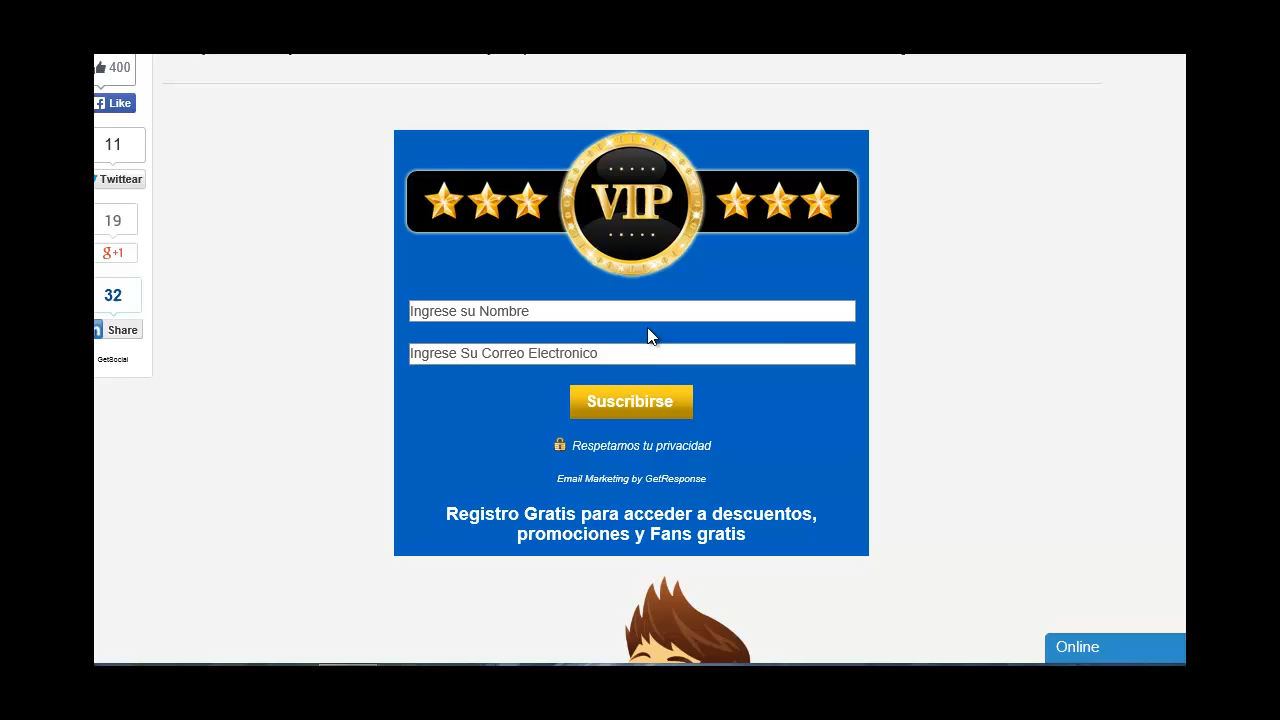 400
Like
11
Twittear
19
g+1
32
Share
GetSocial
VIP
Ingrese su Nombre
Ingrese Su Correo Electronico
Suscribirse
Respetamos tu privacidad
Email Marketing by GetResponse
Registro Gratis para acceder a descuentos,
promociones y Fans gratis
Online